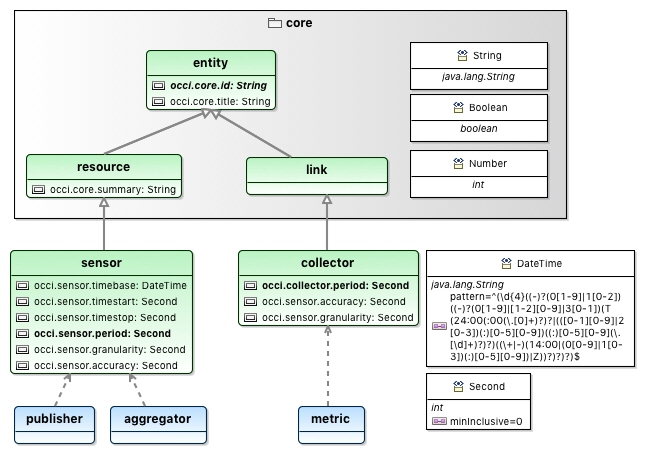 core
entity
occi.core.id: String
occi.core.title: String
String
java.lang.String
Boolean
boolean
Number
int
resource
occi.core.summary: String
link
sensor
occi.sensor.timebase: DateTime
occi.sensor.timestart: Second
occi.sensor.timestop: Second
occi.sensor.period: Second
occi.sensor.granularity: Second
occi.sensor.accuracy: Second
collector
occi.collector.period: Second
occi.sensor.accuracy: Second
occi.sensor.granularity: Second
DateTime
java.lang.String
pattern=^(\d{4}((-)?(0[1-9]|1[0-2])
((-)?(0[1-9]|[1-2][0-9]|3[0-1])(T
(24:00(:00(\.[0]+)?)?|(([0-1][0-9]|2
[0-3])(:)[0-5][0-9])((:)[0-5][0-9](\.
[\d]+)?)?)((\+|-)(14:00|(0[0-9]|1[0-
3])(:)[0-5][0-9])|Z))?)?)?)$
Second
int
minInclusive=0
publisher
aggregator
metric